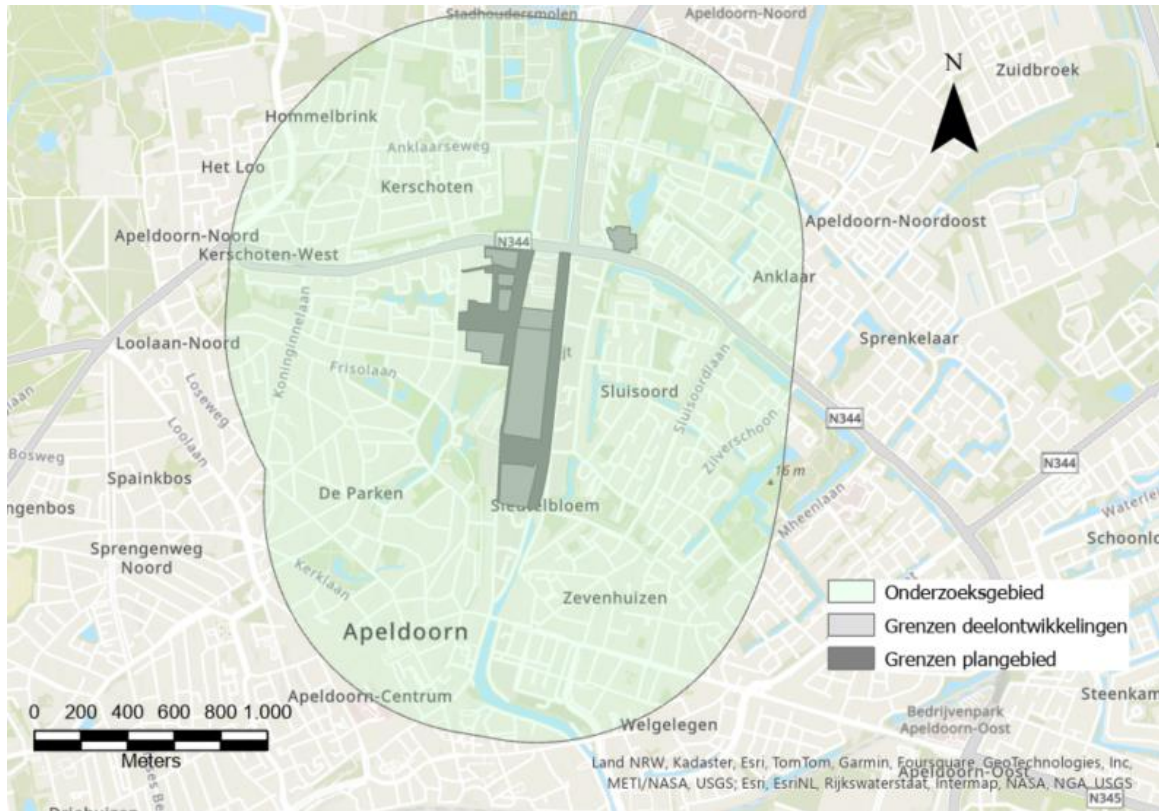 Stadhoudersmolen
Apeldoorn-Noord
Zuidbroek
N
Hommelbrink
Anklaarseweg
Het Loo
Kerschoten
Apeldoorn-Noordoost
Apeldoorn-Noord
Kerschoten-West
N344
Anklaar
Koninginnelaan
Loolaan-Noord
Frisolaan
Sprenkelaar
Loseweg
Loolaan
Sluisoord
Sluisoordlaan
N344
Zilverschoon
Bosweg
Spainkbos
De Parken
16 m
N344
Mheenlaan
Sprengenweg
Noord
Kerklaan
Zevenhuizen
Onderzoeksgebied
Grenzen deelontwikkelingen
Grenzen plangebied
Apeldoorn
Apeldoorn-Centrum
Welgelegen
Bedrijvenpark
Apeldoorn-Oost
0 200 400 600 800 1.000
Meters
Land NRW, Kadaster, Esri, TomTom, Garmin, Foursquare, GeoTechnologies, Inc,
METI/NASA, USGS; Esri, EsriNL, Rijkswaterstaat, Intermap, NASA, NGA, USGS
Apeldoorn-Oost
N345